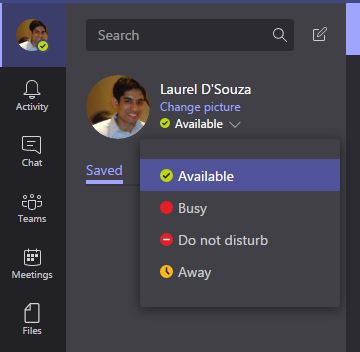 Search
Laurel D'Souza
Change picture
Available
Activity
Chat
Teams
Meetings
Files
Saved
Available
Busy
Do not disturb
Away